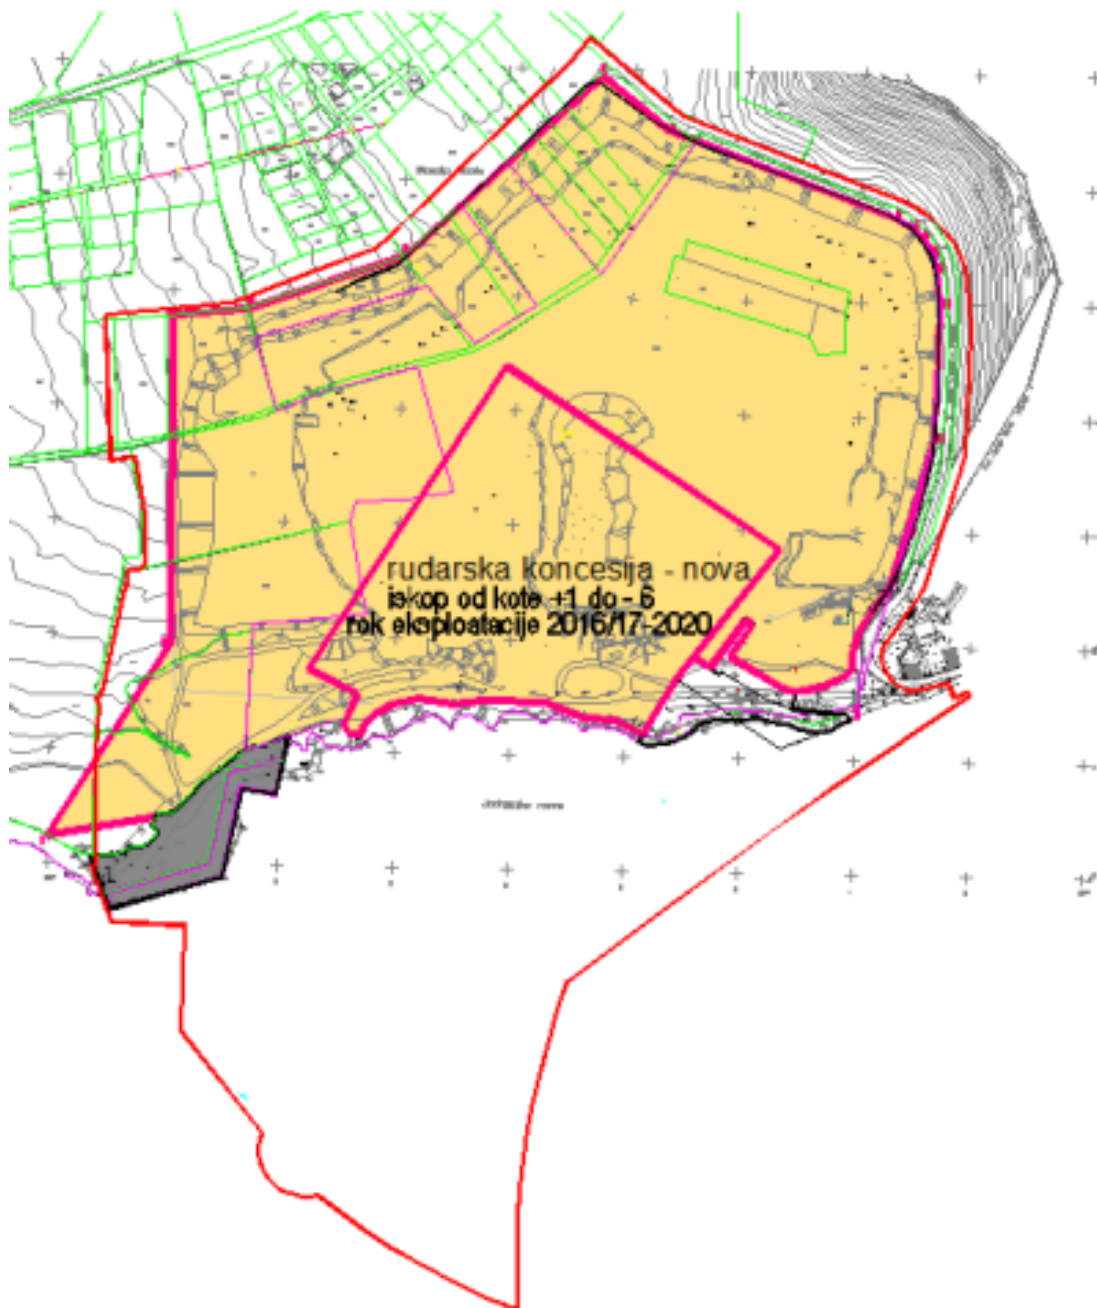 rudarska koncesija - nova
iskop od kote +1 do - 6
rok eksploatacije 2016/17-2020